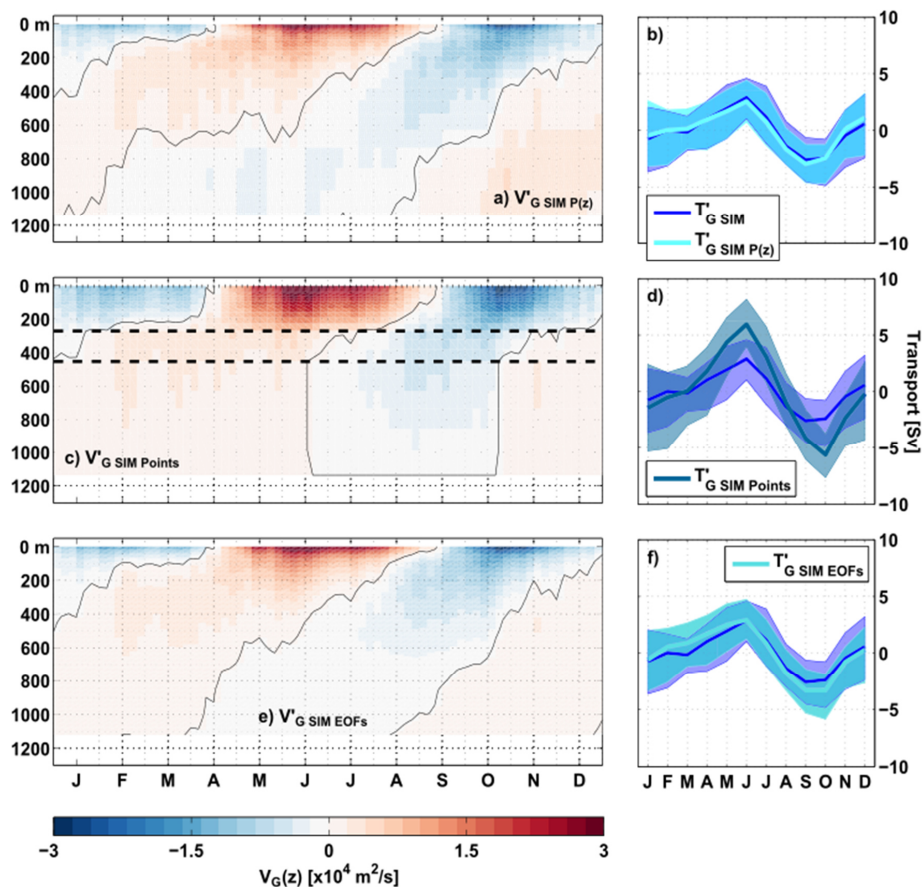 0 m
200
400
600
800
1000
1200
a) V'G SIM P(z)
b)
10
5
0
−5
−10
T'G SIM
T'G SIM P(z)
0 m
200
400
600
800
1000
1200
c) V'G SIM Points
d)
10
5
0
−5
−10
Transport [Sv]
T'G SIM Points
0 m
200
400
600
800
1000
1200
e) V'G SIM EOFs
J F M A M J J A S O N D
f)
T'G SIM EOFs
10
5
0
−5
−10
J F M A M J J A S O N D
−3 −1.5 0 1.5 3
VG(z) [x10⁴ m²/s]